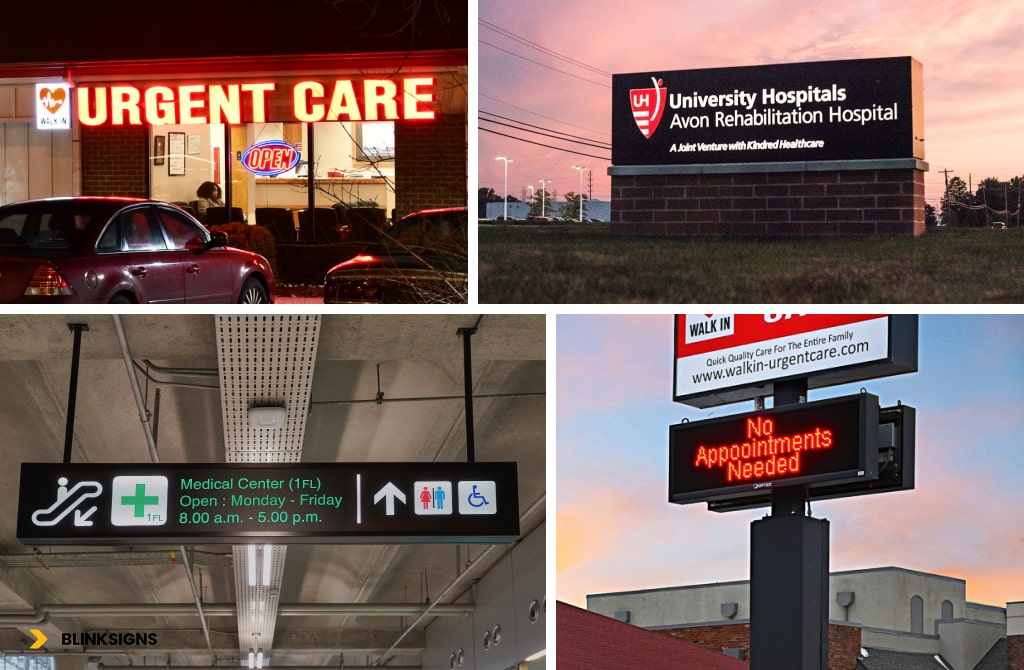 WALK IN
URGENT CARE
OPEN
UH
University Hospitals
Avon Rehabilitation Hospital
A Joint Venture with Kindred Healthcare
Medical Center (1FL)
Open : Monday - Friday
8.00 a.m. - 5.00 p.m.
1FL
WALK IN
Quick Quality Care For The Entire Family
www.walkin-urgentcare.com
No
Appoointments
Needed
BLINKSIGNS